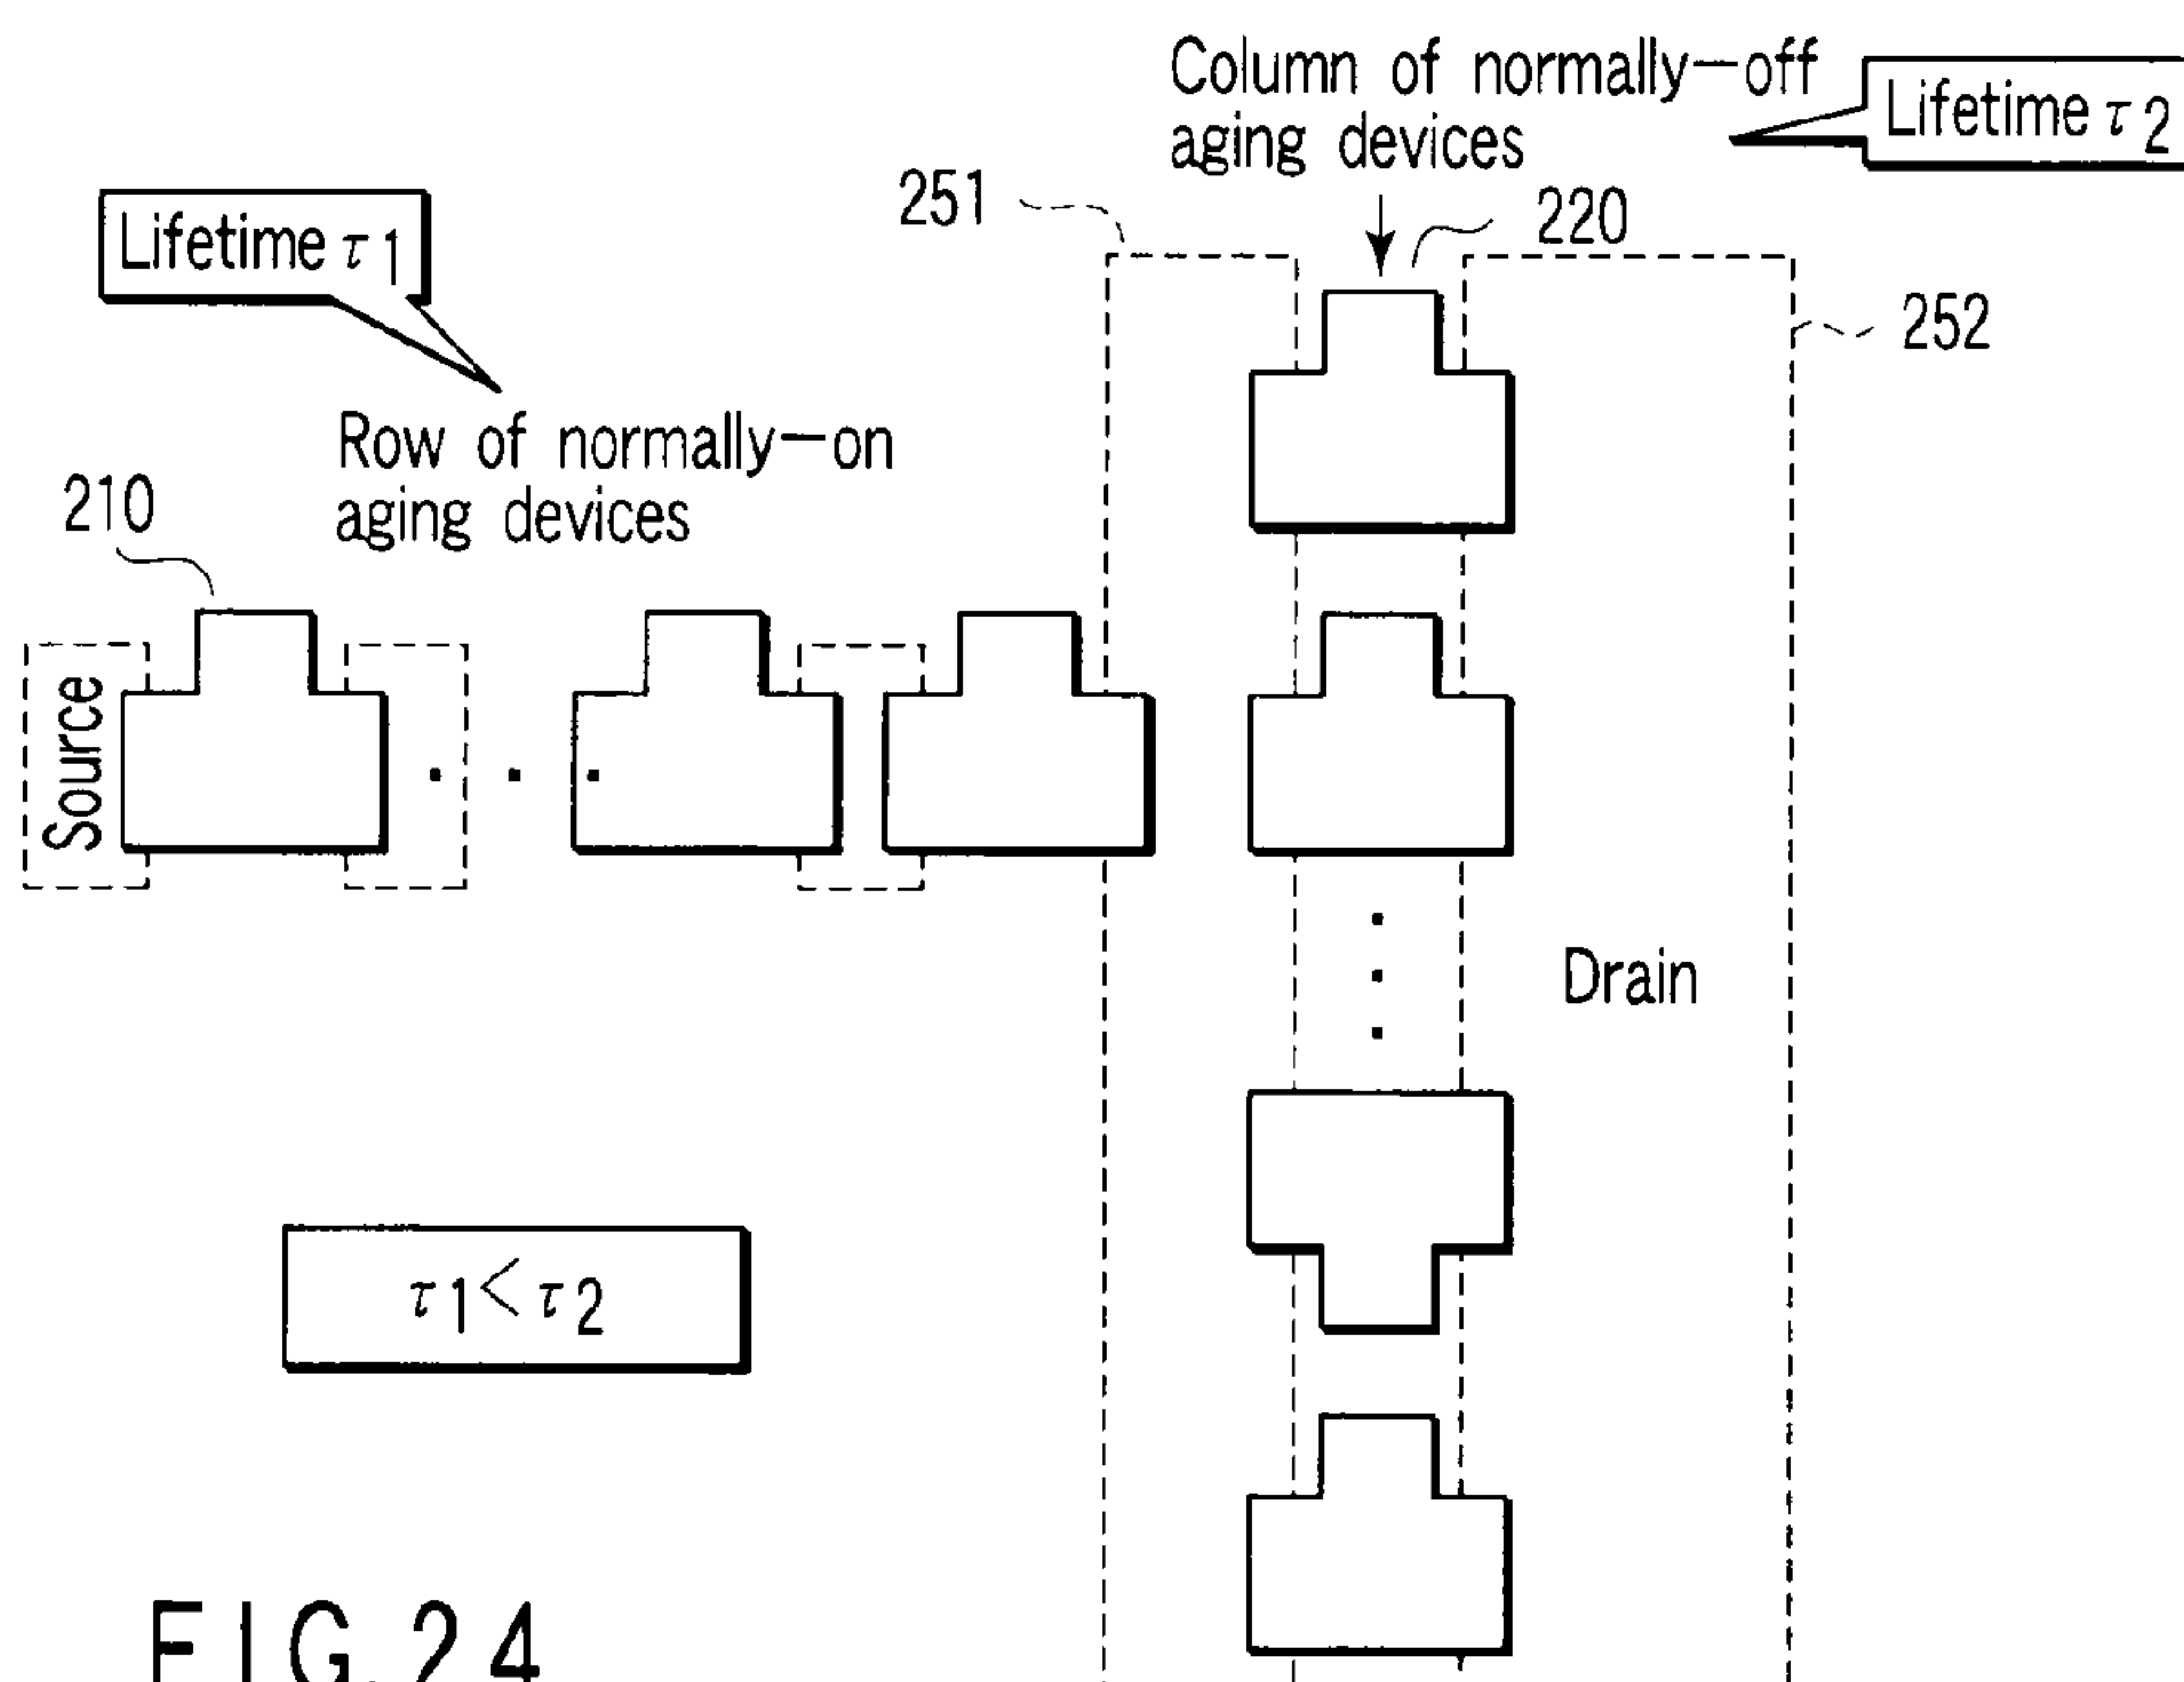 Column of normally-off
aging devices
Lifetime τ2
251
220
Lifetime τ1
252
Row of normally-on
aging devices
210
Source
Drain
τ1<τ2
FIG.24